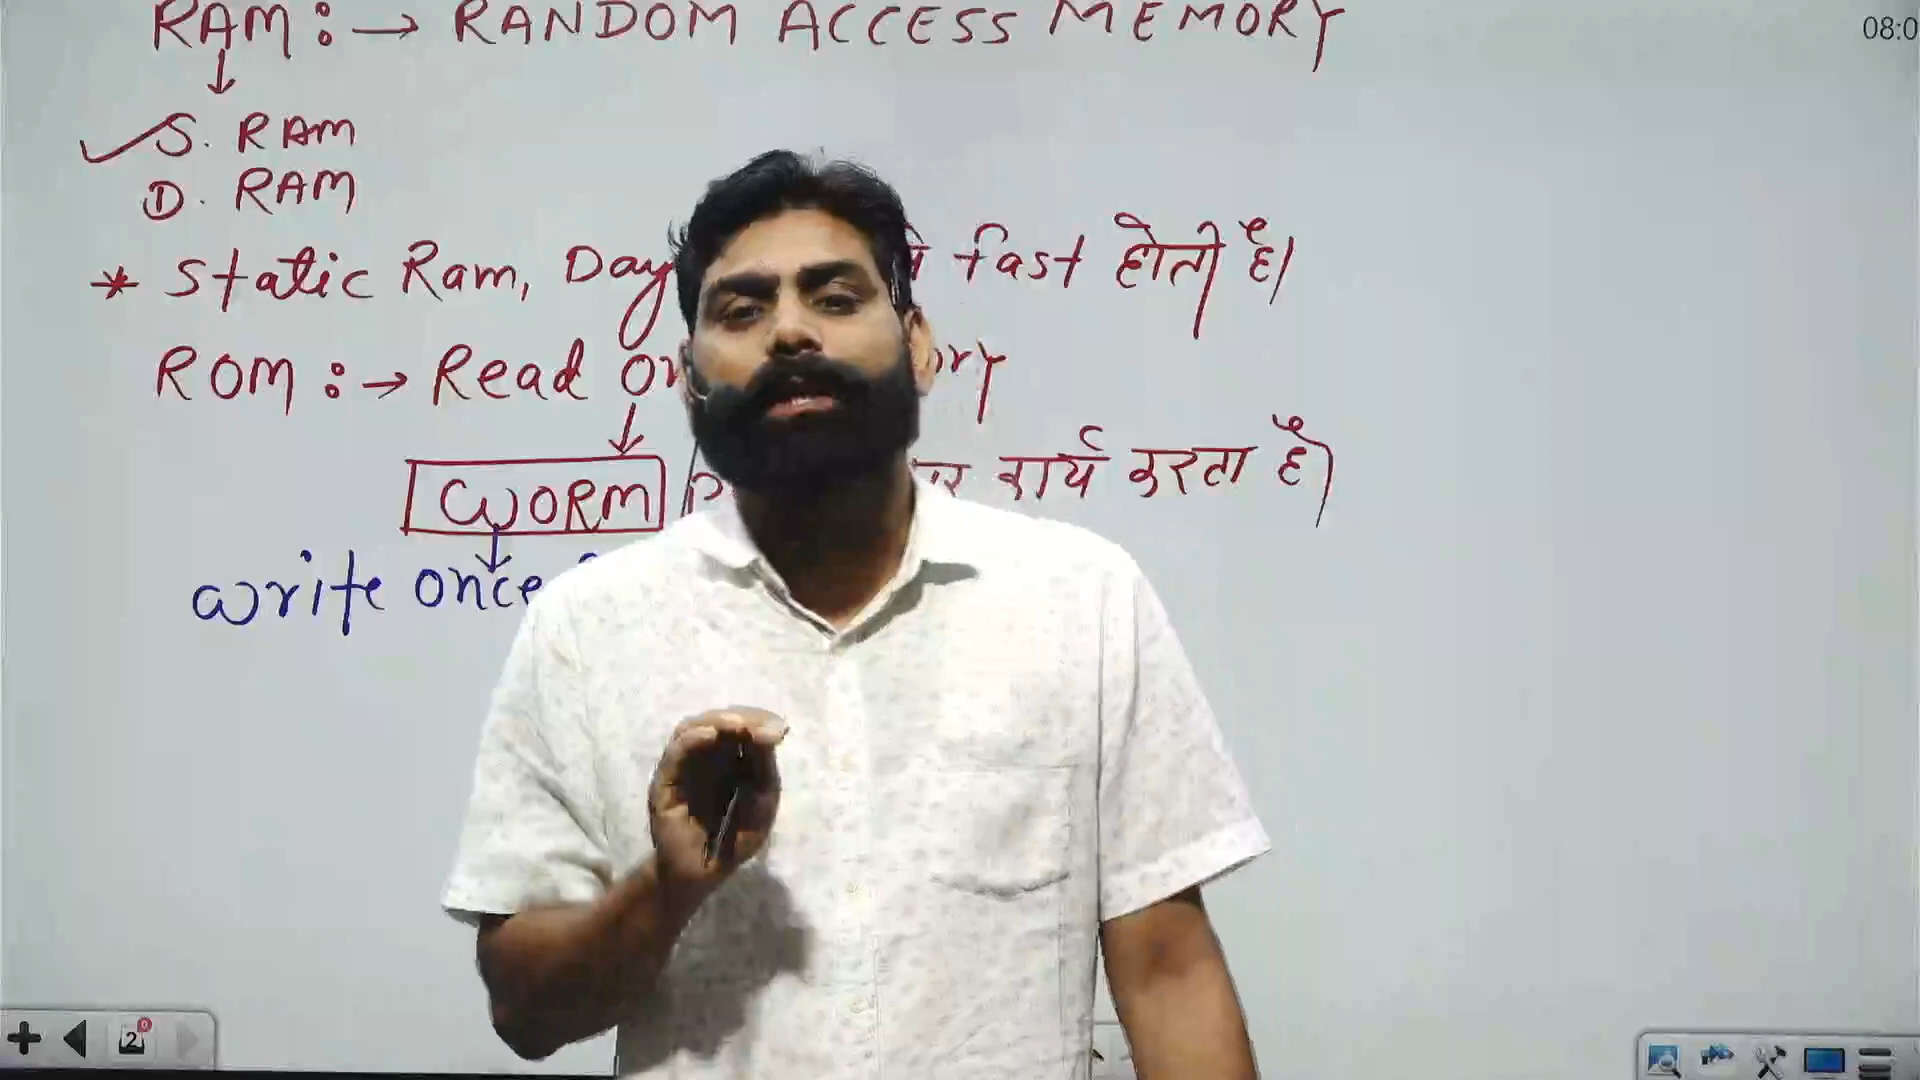 RAM :→ RANDOM ACCESS MEMORY
08:0
S. RAM
D. RAM
* Static Ram, Day fast होती है।
ROM :→ Read
WORM कार्य करता है।
write once
2
0